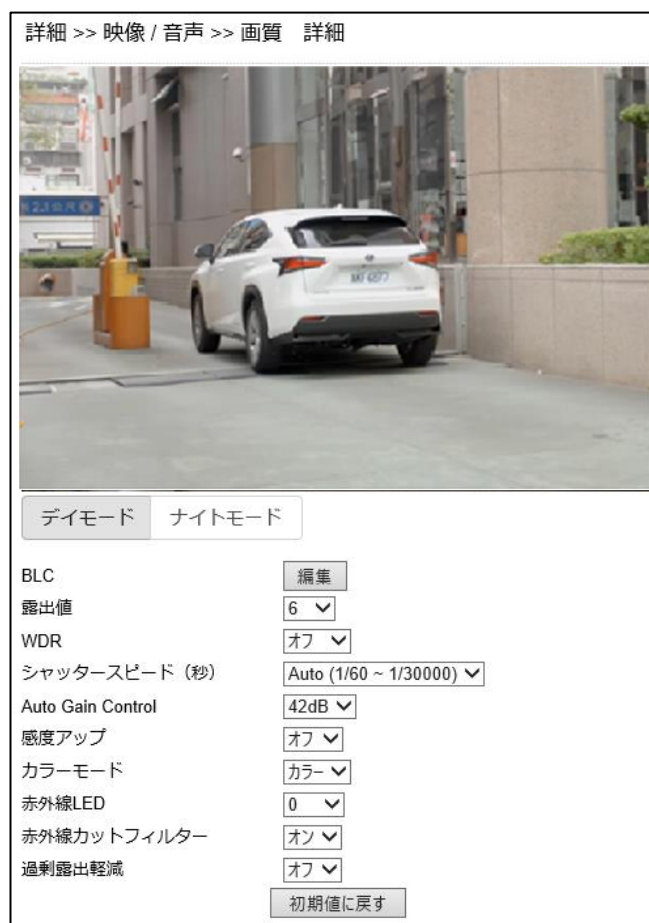 詳細 >> 映像 / 音声 >> 画質　詳細
デイモード ナイトモード
BLC 編集
露出値 6
WDR オフ
シャッタースピード（秒） Auto (1/60 ~ 1/30000)
Auto Gain Control 42dB
感度アップ オフ
カラーモード カラー
赤外線LED 0
赤外線カットフィルター オン
過剰露出軽減 オフ
初期値に戻す